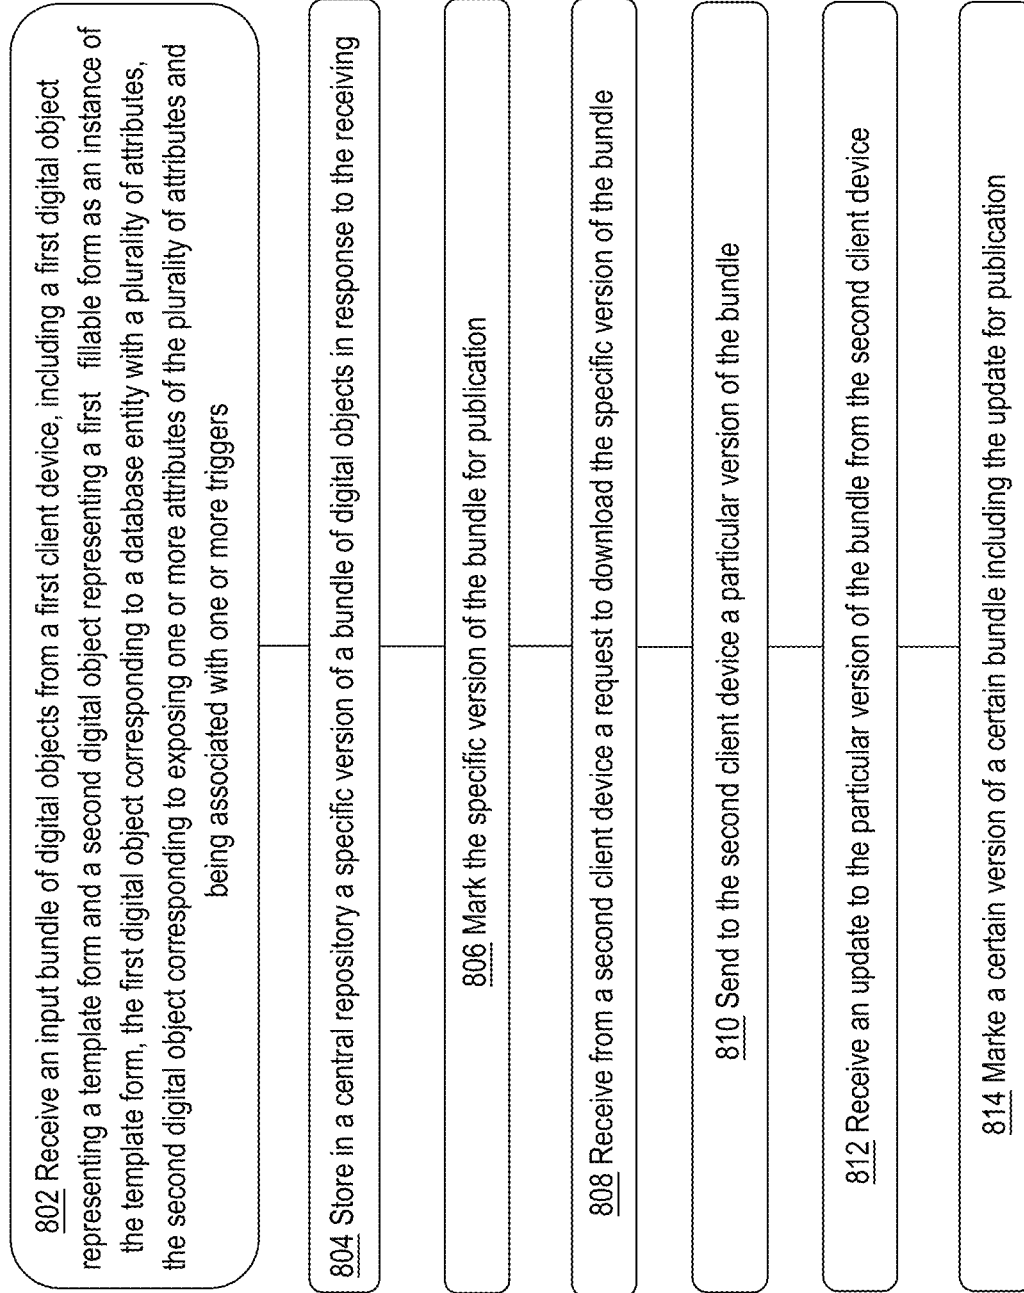 802 Receive an input bundle of digital objects from a first client device, including a first digital object
representing a template form and a second digital object representing a first fillable form as an instance of
the template form, the first digital object corresponding to a database entity with a plurality of attributes,
the second digital object corresponding to exposing one or more attributes of the plurality of attributes and
being associated with one or more triggers
804 Store in a central repository a specific version of a bundle of digital objects in response to the receiving
806 Mark the specific version of the bundle for publication
808 Receive from a second client device a request to download the specific version of the bundle
810 Send to the second client device a particular version of the bundle
812 Receive an update to the particular version of the bundle from the second client device
814 Marke a certain version of a certain bundle including the update for publication